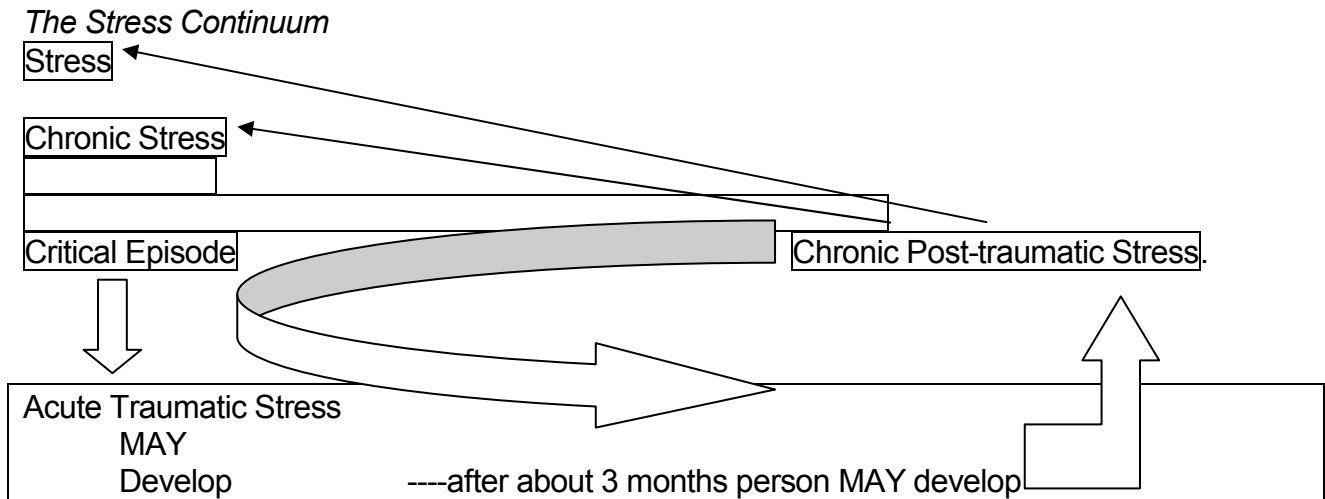 The Stress Continuum
Stress
Chronic Stress
Critical Episode Chronic Post-traumatic Stress.
Acute Traumatic Stress
MAY
Develop ----after about 3 months person MAY develop